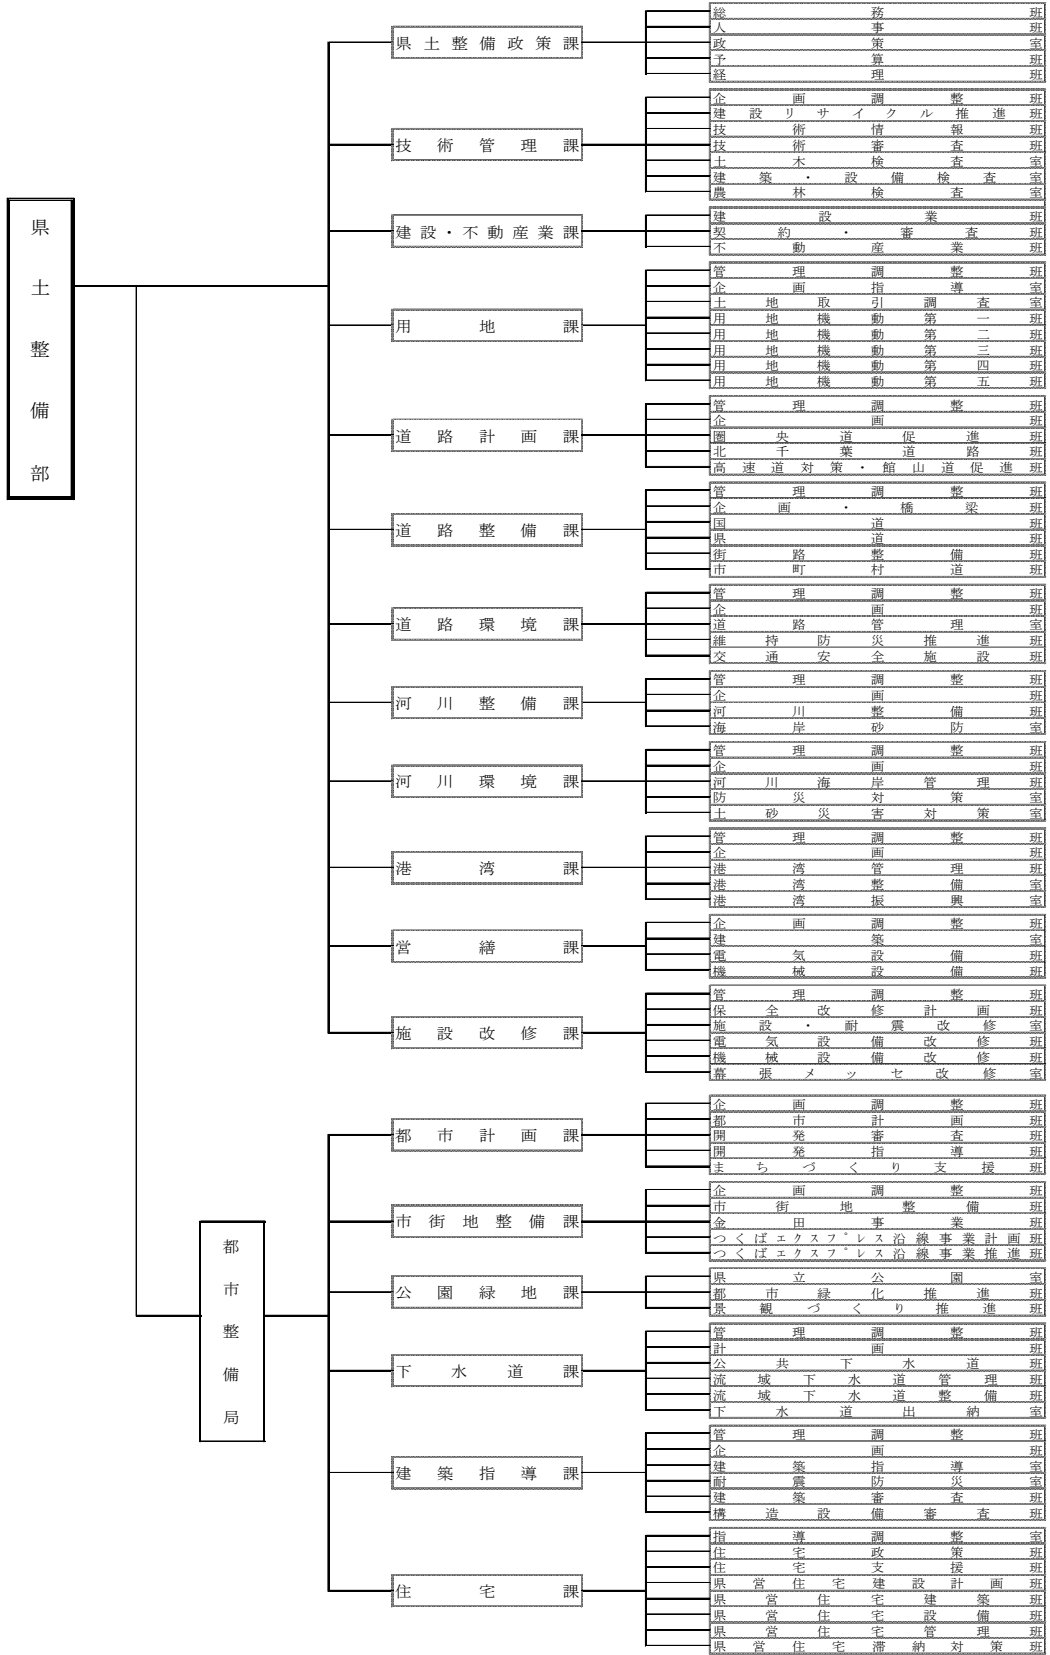 県土整備部
県土整備政策課
総務班
人事班
政策室
予算班
経理班
技術管理課
企画調整班
建設リサイクル推進班
技術情報班
技術審査班
土木検査室
建築・設備検査室
農林検査室
建設・不動産業課
建設業班
契約・審査班
不動産業班
用地課
管理調整班
企画指導室
土地取引調査室
用地機動第一班
用地機動第二班
用地機動第三班
用地機動第四班
用地機動第五班
道路計画課
管理調整班
企画班
圏央道促進班
北千葉道路班
高速道対策・館山道促進班
道路整備課
管理調整班
企画・橋梁班
国道班
県道班
街路整備班
市町村道班
道路環境課
管理調整班
企画班
道路管理室
維持防災推進班
交通安全施設班
河川整備課
管理調整班
企画班
河川整備班
海岸砂防室
河川環境課
管理調整班
企画班
河川海岸管理班
防災対策室
土砂災害対策室
港湾課
管理調整班
企画班
港湾管理班
港湾整備室
港湾振興室
営繕課
企画調整班
建築室
電気設備班
機械設備班
施設改修課
管理調整班
保全改修計画班
施設・耐震改修室
電気設備改修班
機械設備改修班
幕張メッセ改修室
都市整備局
都市計画課
企画調整班
都市計画班
開発審査班
開発指導班
まちづくり支援班
市街地整備課
企画調整班
市街地整備班
金田事業班
つくばエクスプレス沿線事業計画班
つくばエクスプレス沿線事業推進班
公園緑地課
県立公園室
都市緑化推進班
景観づくり推進班
下水道課
管理調整班
計画班
公共下水道班
流域下水道管理班
流域下水道整備班
下水道出納室
建築指導課
管理調整班
企画班
建築指導室
耐震防災室
建築審査班
構造設備審査班
住宅課
指導調整室
住宅政策班
住宅支援班
県営住宅建設計画班
県営住宅建築班
県営住宅設備班
県営住宅管理班
県営住宅滞納対策班